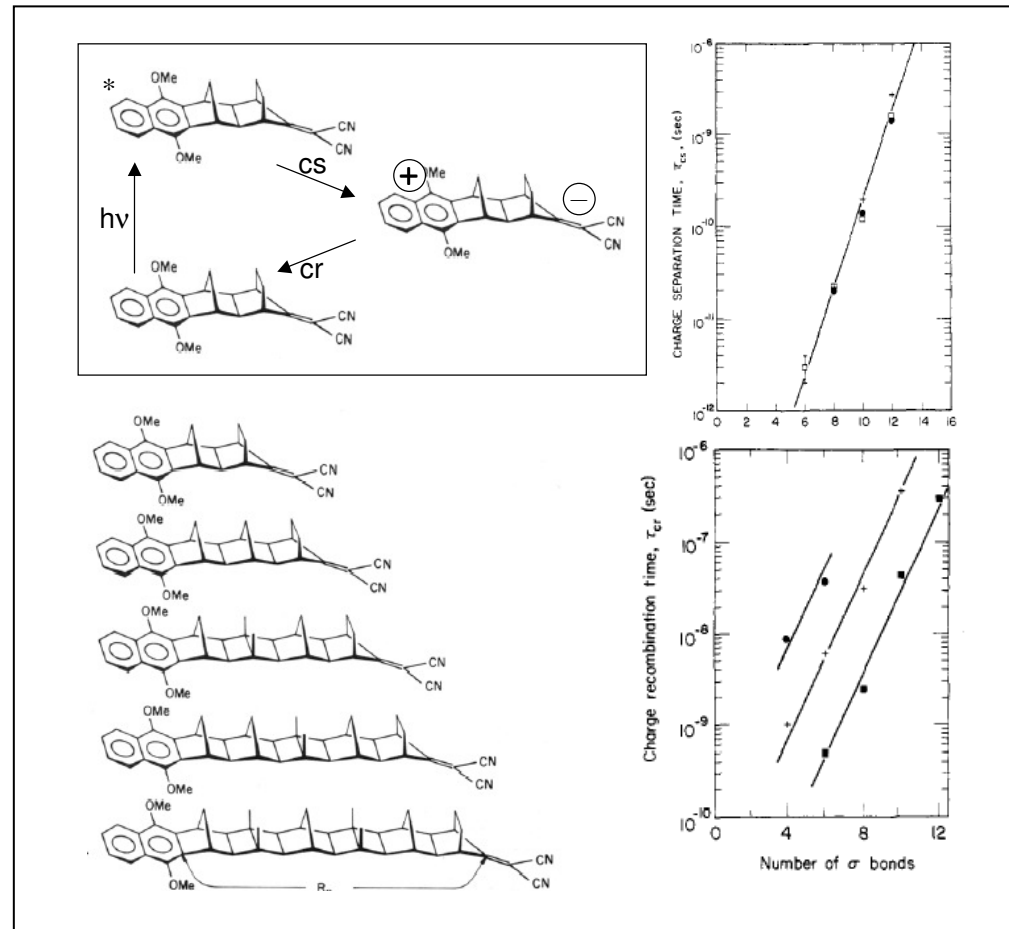 *
OMe
CN
CN
OMe
cs
+
OMe
−
CN
CN
OMe
hν
cr
OMe
CN
CN
OMe
OMe
CN
CN
OMe
OMe
CN
CN
OMe
OMe
CN
CN
OMe
OMe
CN
CN
OMe
OMe
CN
CN
OMe
CHARGE SEPARATION TIME, τcs, (sec)
10-6
10-9
10-10
10-11
10-12
0 2 4 6 8 10 12 14 16
Charge recombination time, τcr (sec)
10-6
10-7
10-8
10-9
10-10
0 4 8 12
Number of σ bonds